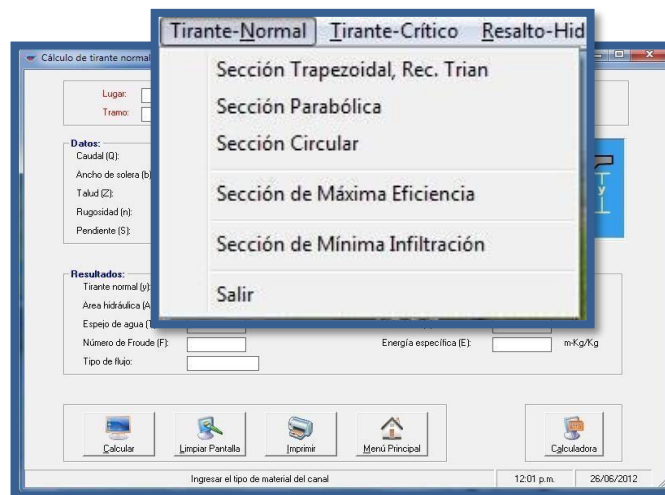 Tirante-Normal Tirante-Crítico Resalto-Hid
Sección Trapezoidal, Rec. Trian
Sección Parabólica
Sección Circular
Sección de Máxima Eficiencia
Sección de Mínima Infiltración
Salir
Cálculo de tirante normal
Lugar:
Tramo:
Datos:
Caudal (Q):
Ancho de solera (b)
Talud (Z):
Rugosidad (n):
Pendiente (S):
y
Resultados:
Tirante normal (y):
Area hidráulica (A
Espejo de agua (T
Número de Froude (F): Energía específica (E): m-Kg/Kg
Tipo de flujo:
Calcular Limpiar Pantalla Imprimir Menú Principal Calculadora
Ingresar el tipo de material del canal 12:01 p.m. 26/06/2012